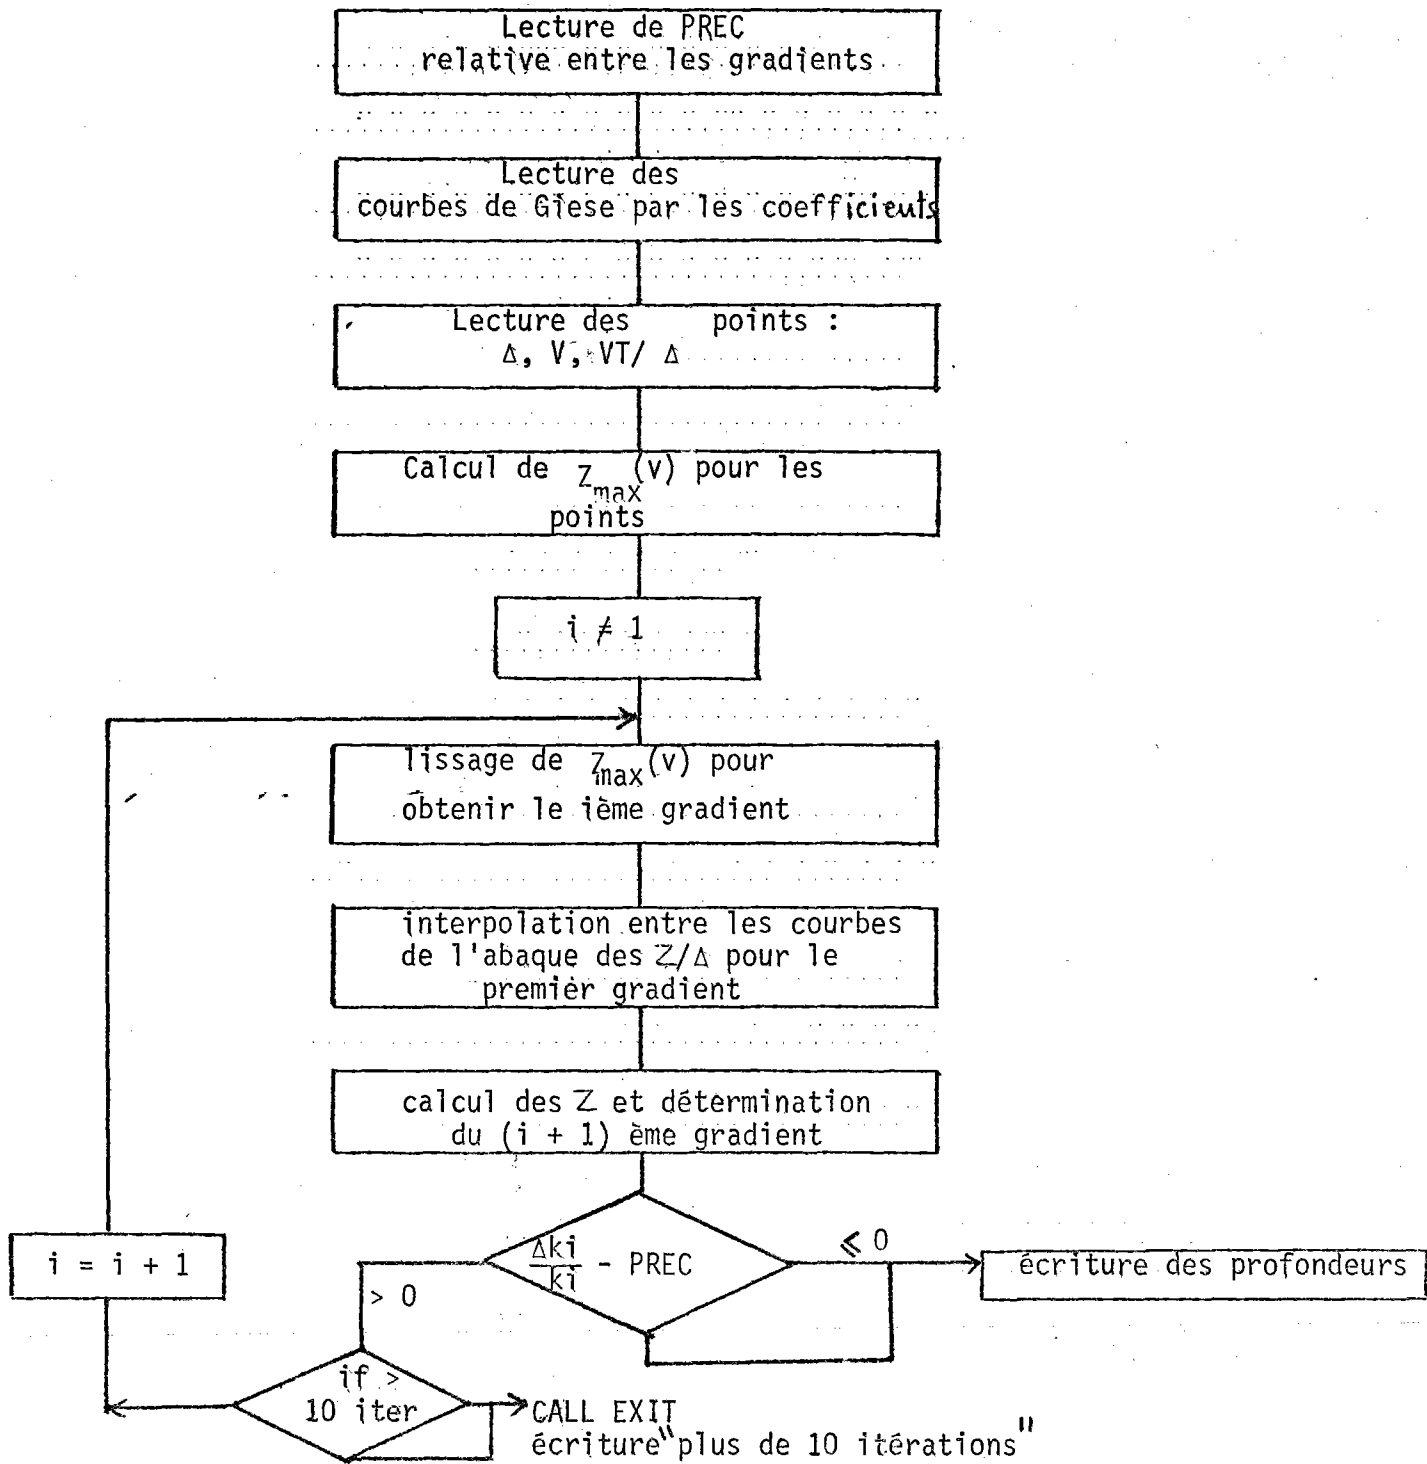 Lecture de PREC
relative entre les gradients
Lecture des
courbes de Giese par les coefficients
Lecture des points :
Δ, V, VT/ Δ
Calcul de Zmax(v) pour les
points
i ≠ 1
lissage de Zmax(v) pour
obtenir le ième gradient
interpolation entre les courbes
de l'abaque des Z/Δ pour le
premièr gradient
calcul des Z et détermination
du (i + 1) ème gradient
Δki
ki
- PREC
⩽ 0
écriture des profondeurs
i = i + 1
> 0
if >
10 iter
CALL EXIT
écriture"plus de 10 itérations"